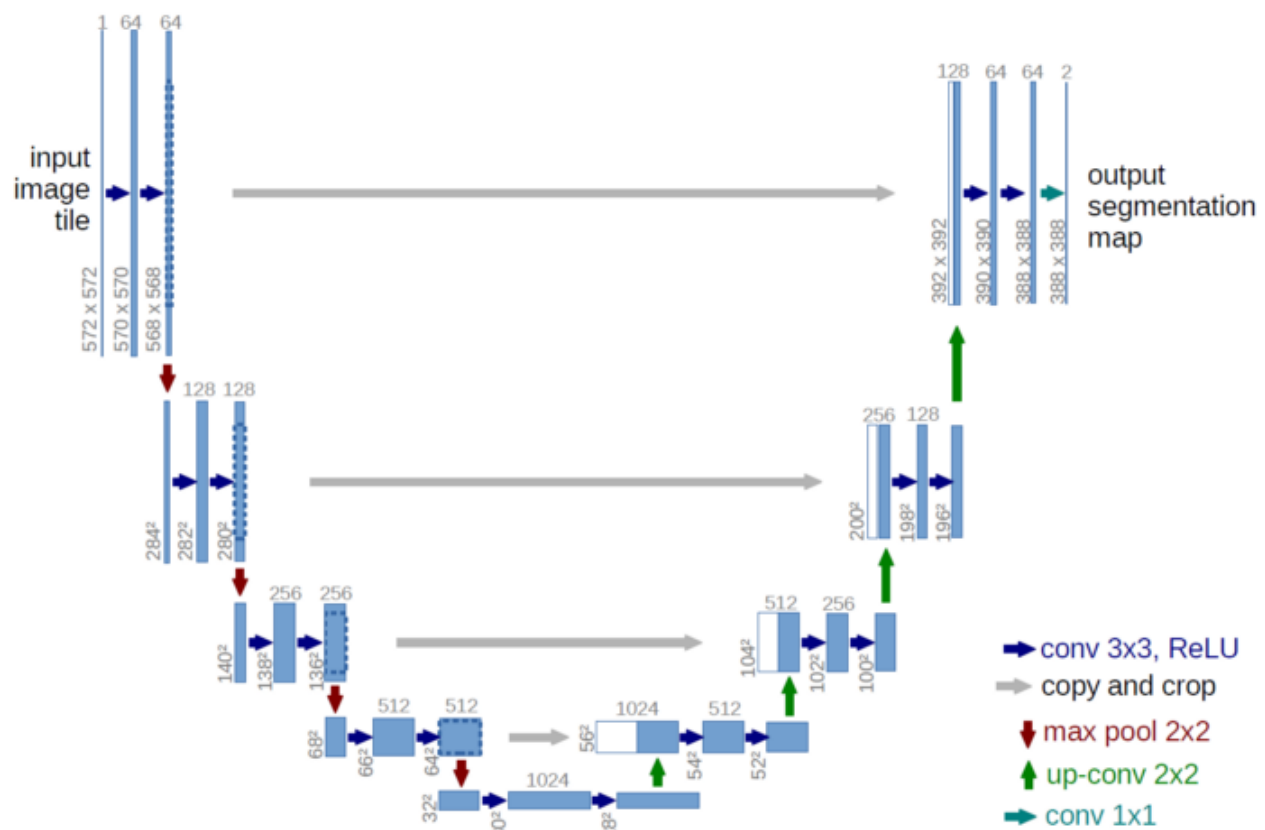 1 64 64
input
image
tile
572 x 572
570 x 570
568 x 568
128 64 64 2
392 x 392
390 x 390
388 x 388
388 x 388
output
segmentation
map
128 128
284²
282²
280²
256 128
200²
198²
196²
256 256
140²
138²
136²
512 256
104²
102²
100²
512 512
68²
66²
64²
1024 512
56²
54²
52²
1024
32²
conv 3x3, ReLU
copy and crop
max pool 2x2
up-conv 2x2
conv 1x1